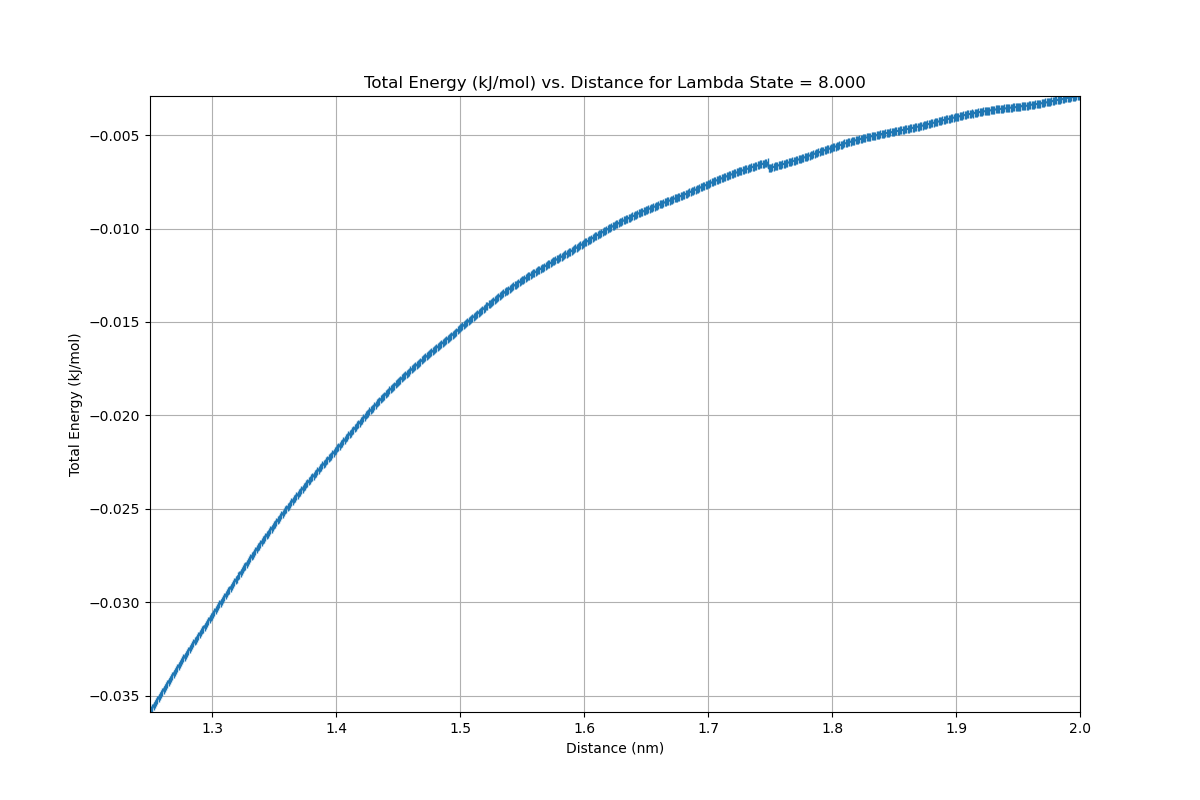 Total Energy (kJ/mol) vs. Distance for Lambda State = 8.000
Total Energy (kJ/mol)
−0.005
−0.010
−0.015
−0.020
−0.025
−0.030
−0.035
1.3 1.4 1.5 1.6 1.7 1.8 1.9 2.0
Distance (nm)